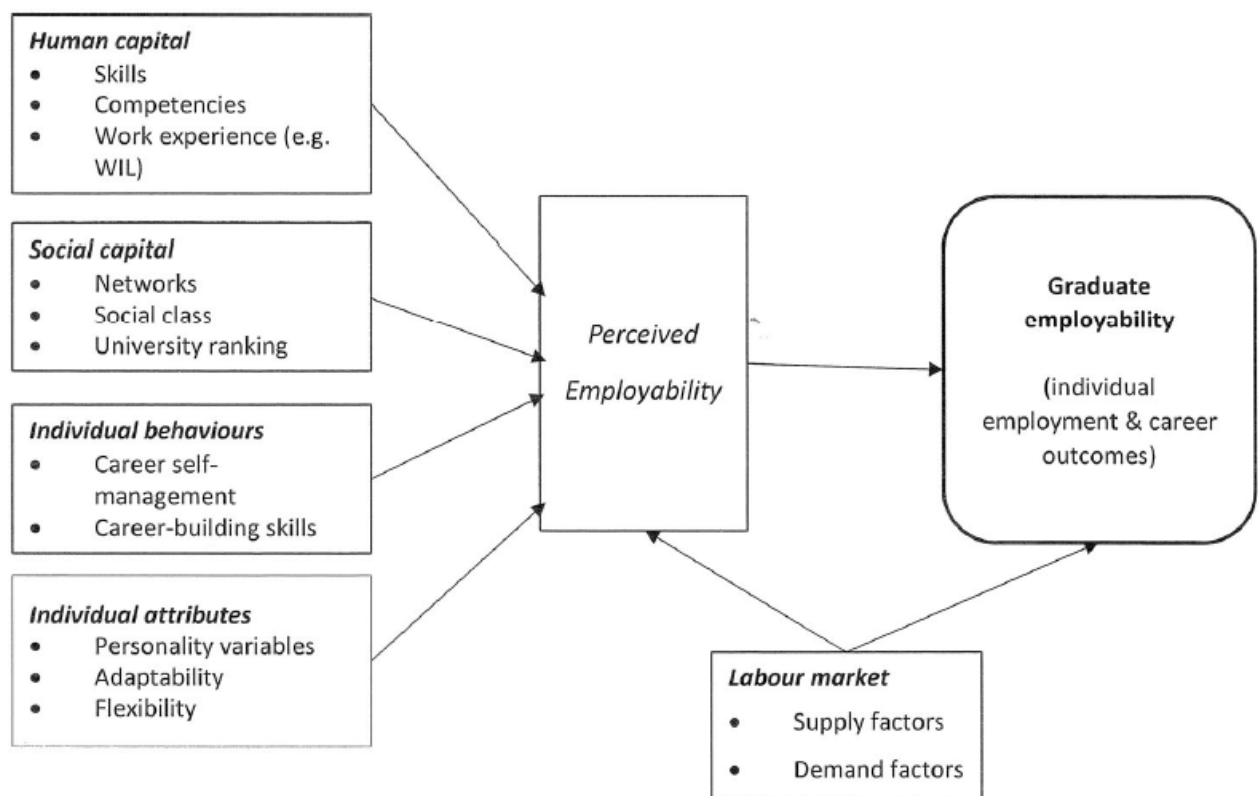 Human capital
• Skills
• Competencies
• Work experience (e.g.
WIL)
Social capital
• Networks
• Social class
• University ranking
Individual behaviours
• Career self-
management
• Career-building skills
Individual attributes
• Personality variables
• Adaptability
• Flexibility
Perceived
Employability
Graduate
employability
(individual
employment & career
outcomes)
Labour market
• Supply factors
• Demand factors